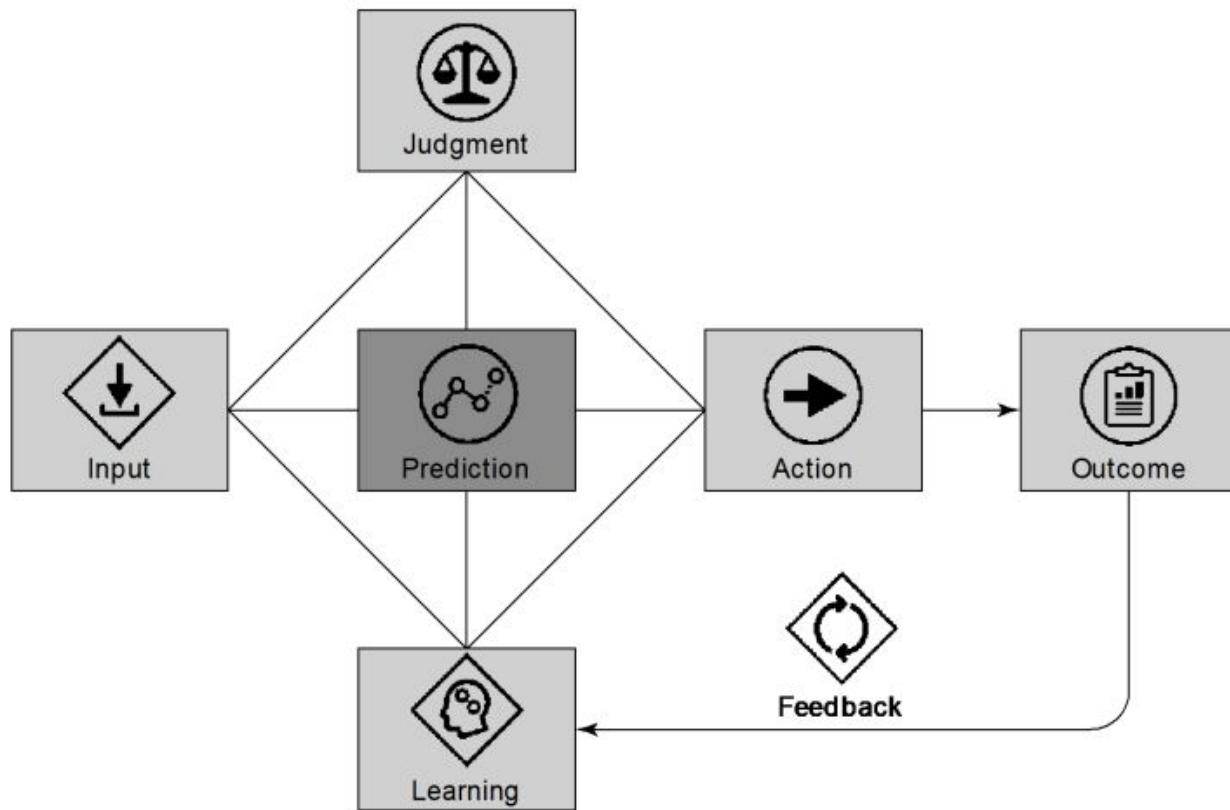 Judgment
Input
Prediction
Action
Outcome
Feedback
Learning